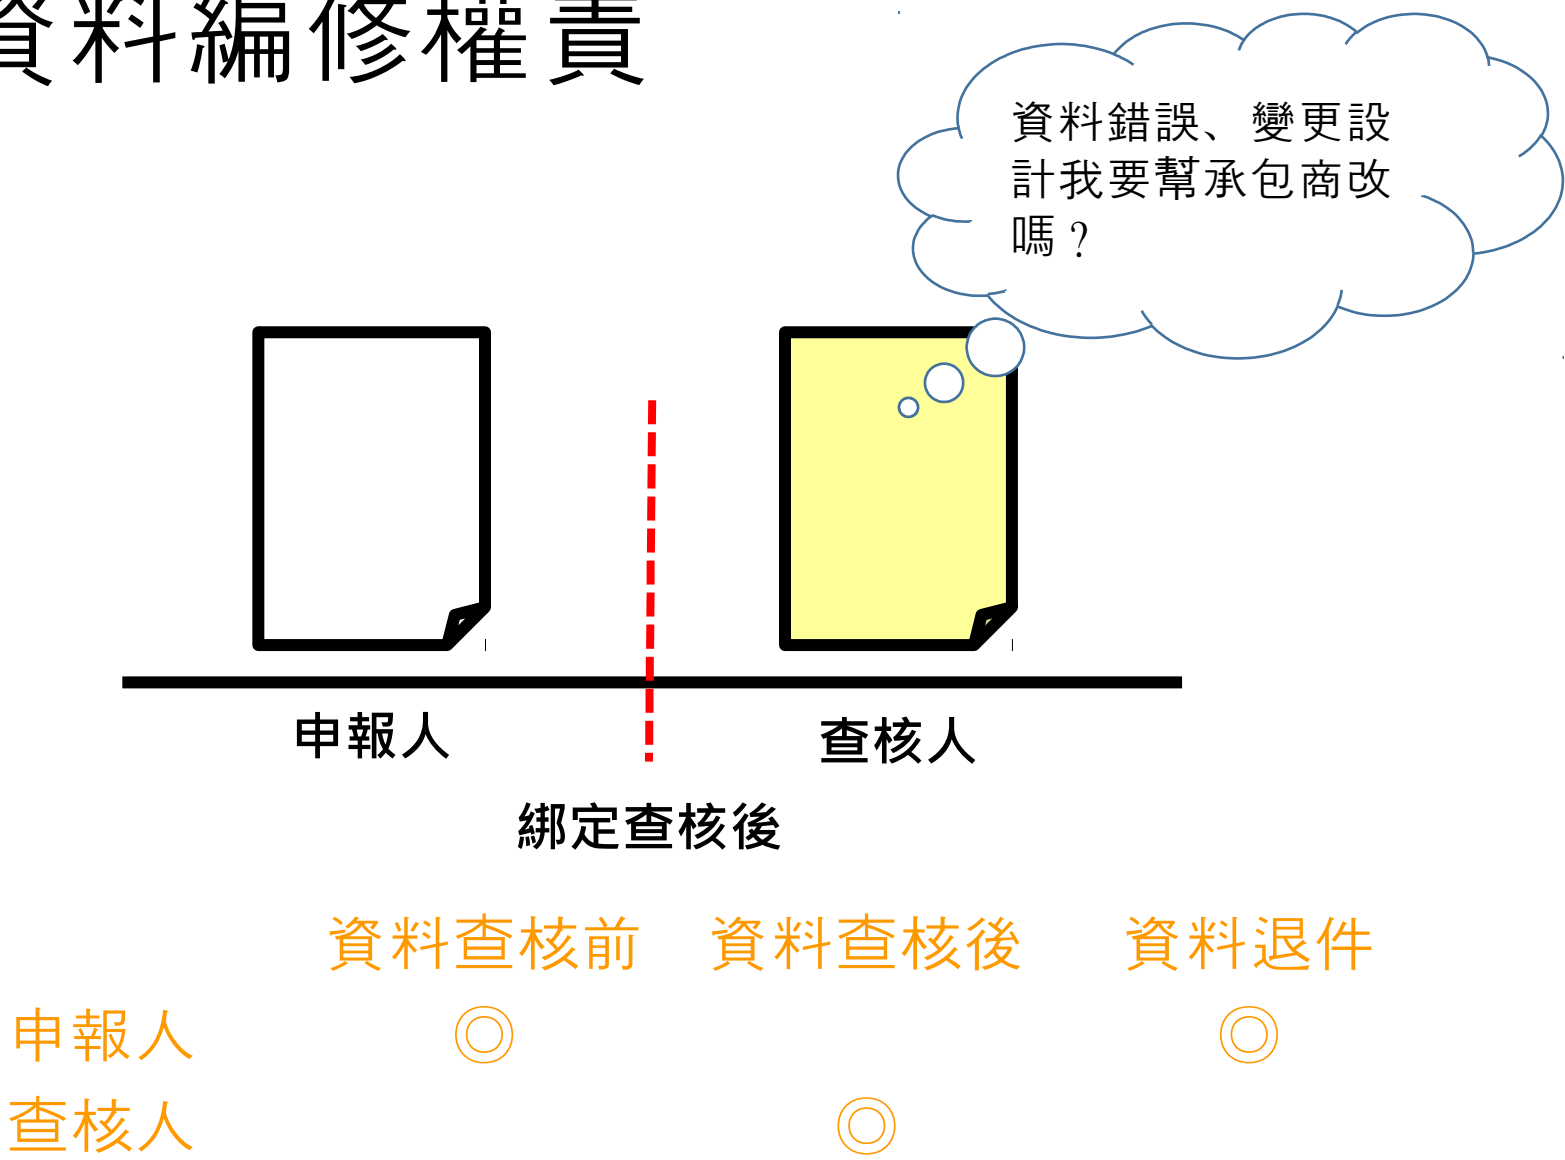 資料編修權責
資料錯誤、變更設
計我要幫承包商改
嗎？
申報人
查核人
綁定查核後
資料查核前 資料查核後 資料退件
申報人 ◎ ◎
查核人 ◎